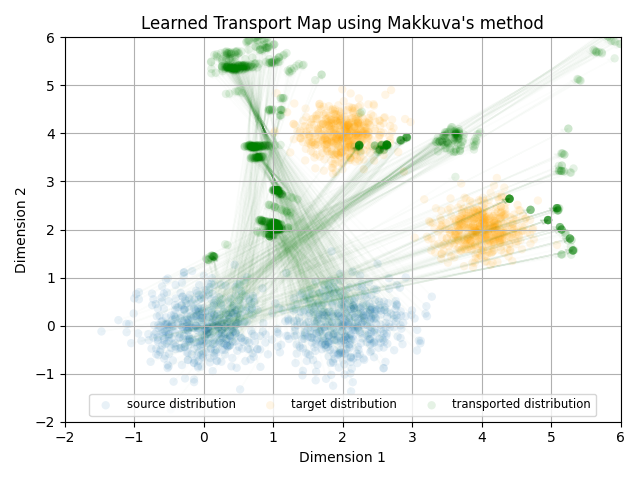 Learned Transport Map using Makkuva's method
Dimension 2
6
5
4
3
2
1
0
−1
−2
source distribution target distribution transported distribution
−2 −1 0 1 2 3 4 5 6
Dimension 1